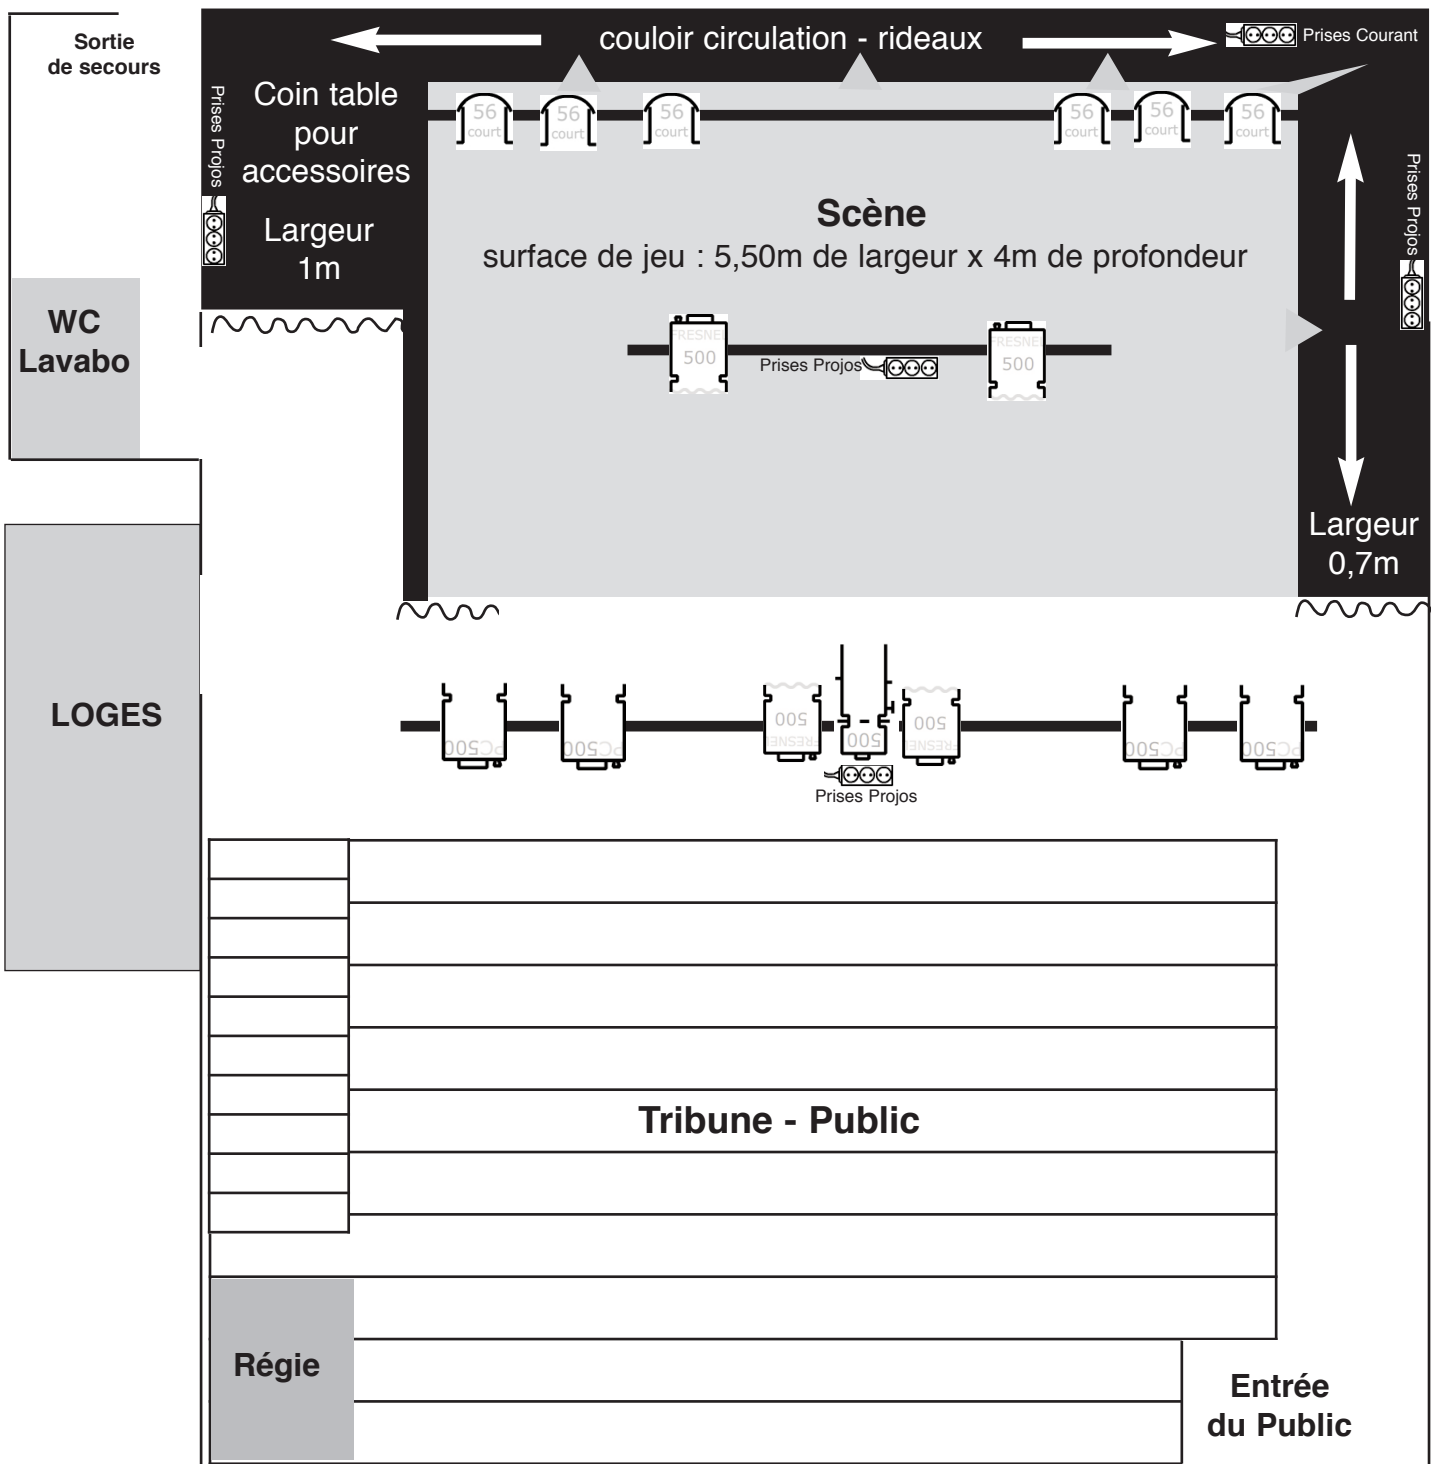 Sortie
de secours
couloir circulation - rideaux
Prises Courant
Prises Projos
Coin table
pour
accessoires
Largeur
1m
56
court
56
court
56
court
56
court
56
court
56
court
Prises Projos
Scène
surface de jeu : 5,50m de largeur x 4m de profondeur
WC
Lavabo
FRESNEL
500
Prises Projos
FRESNEL
500
Largeur
0,7m
LOGES
PC500
PC500
500
FRESNEL
500
500
FRESNEL
PC500
PC500
Prises Projos
Tribune - Public
Régie
Entrée
du Public